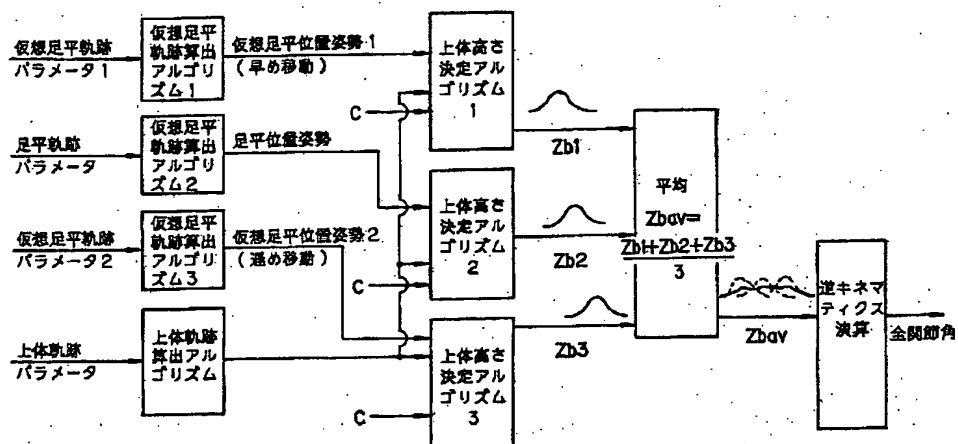 仮想足平軌跡
パラメータ1
仮想足平
軌跡算出
アルゴリ
ズム1
仮想足平位置姿勢1
(早め移動)
C
上体高さ
決定アル
ゴリズム
1
Zb1
足平軌跡
パラメータ
仮想足平
軌跡算出
アルゴリ
ズム2
足平位置姿勢
C
上体高さ
決定アル
ゴリズム
2
Zb2
仮想足平軌跡
パラメータ2
仮想足平
軌跡算出
アルゴリ
ズム3
仮想足平位置姿勢2
(遅め移動)
上体軌跡
パラメータ
上体軌跡
算出アル
ゴリズム
C
上体高さ
決定アル
ゴリズム
3
Zb3
平均
Zbav=
Zb1+Zb2+Zb3
3
Zbav
逆キネマ
ティクス
演算
全関節角